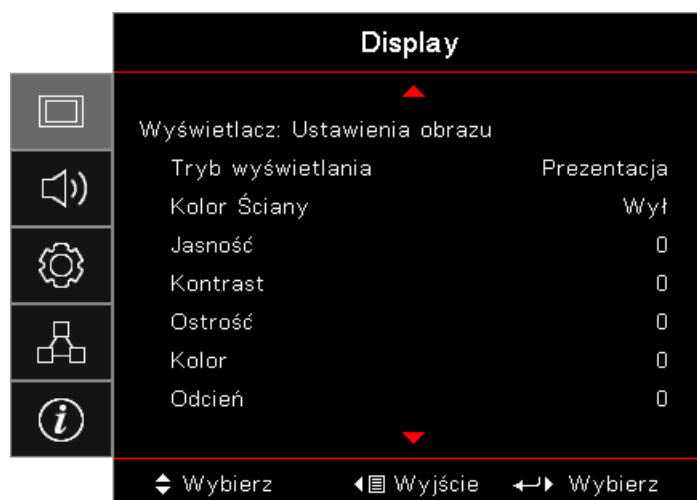 Display
Wyświetlacz: Ustawienia obrazu
Tryb wyświetlania Prezentacja
Kolor Ściany Wył
Jasność 0
Kontrast 0
Ostrość 0
Kolor 0
Odcień 0
Wybierz Wyjście Wybierz